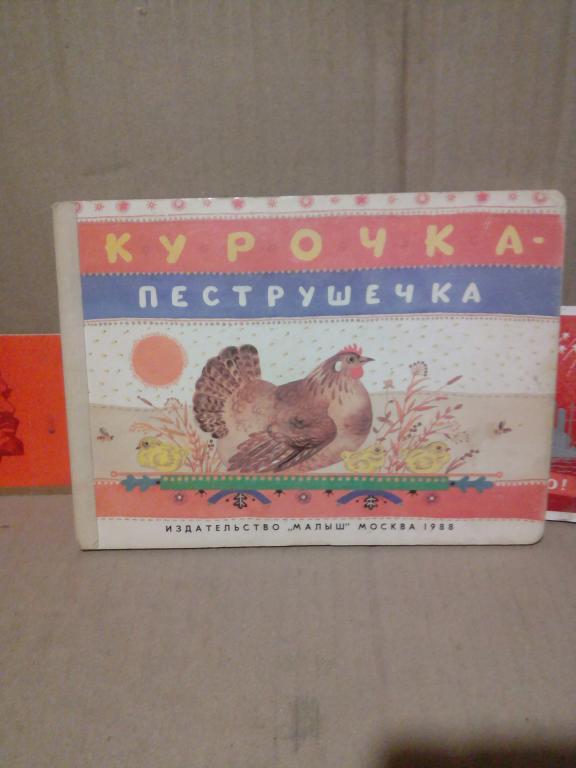 КУРОЧКА-
ПЕСТРУШЕЧКА
ИЗДАТЕЛЬСТВО „МАЛЫШ" МОСКВА 1988
О!